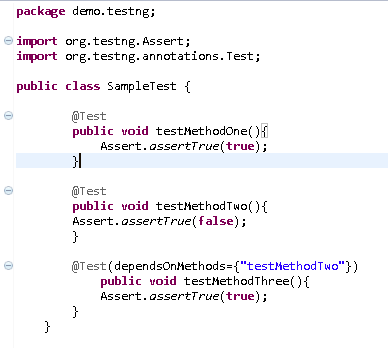 package demo.testng;
import org.testng.Assert;
import org.testng.annotations.Test;
public class SampleTest {
@Test
public void testMethodOne(){
Assert.assertTrue(true);
}
@Test
public void testMethodTwo(){
Assert.assertTrue(false);
}
@Test(dependsOnMethods={"testMethodTwo"})
public void testMethodThree(){
Assert.assertTrue(true);
}
}